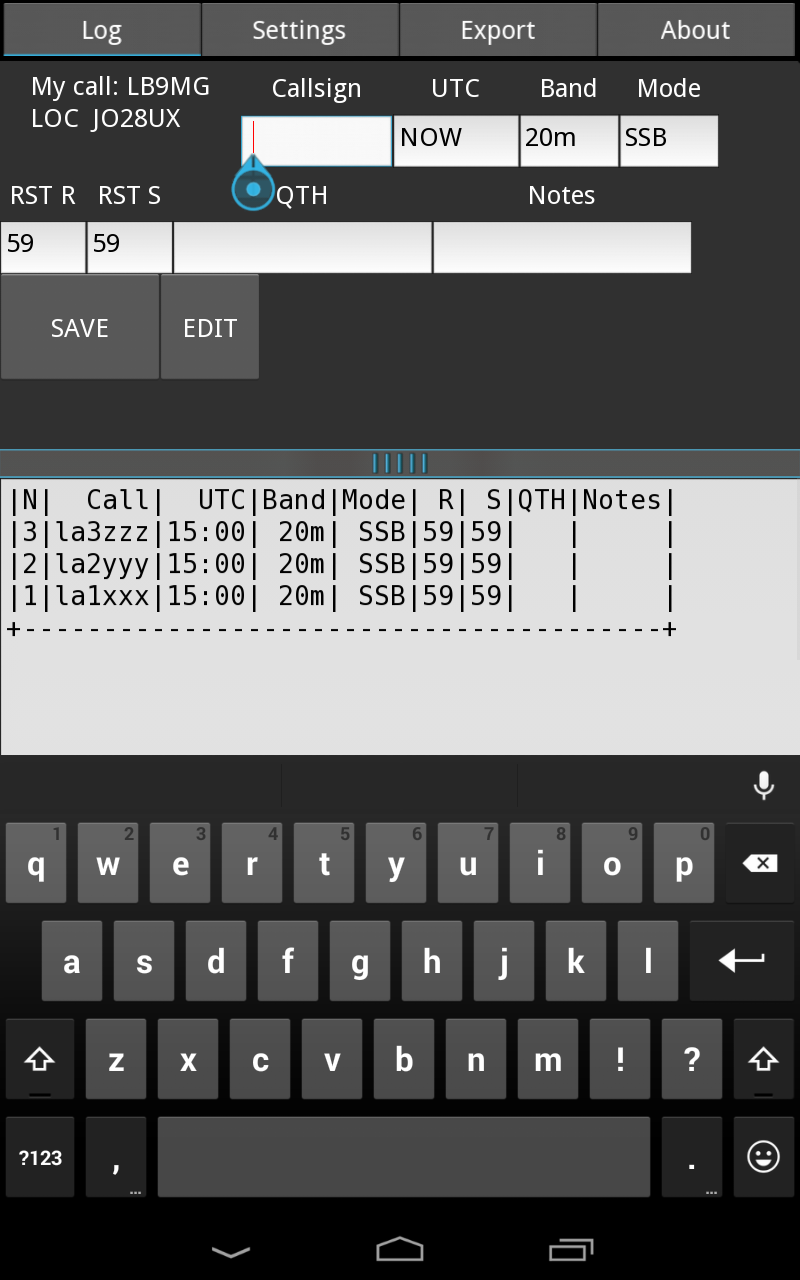 Log Settings Export About
My call: LB9MG Callsign UTC Band Mode
LOC JO28UX
NOW 20m SSB
RST R RST S QTH Notes
59 59
SAVE EDIT
|N|  Call|  UTC|Band|Mode| R| S|QTH|Notes|
|3|la3zzz|15:00| 20m| SSB|59|59|   |     |
|2|la2yyy|15:00| 20m| SSB|59|59|   |     |
|1|la1xxx|15:00| 20m| SSB|59|59|   |     |
+----------------------------------------+
1 2 3 4 5 6 7 8 9 0
q w e r t y u i o p
a s d f g h j k l
z x c v b n m ! ?
?123 , ... . ...